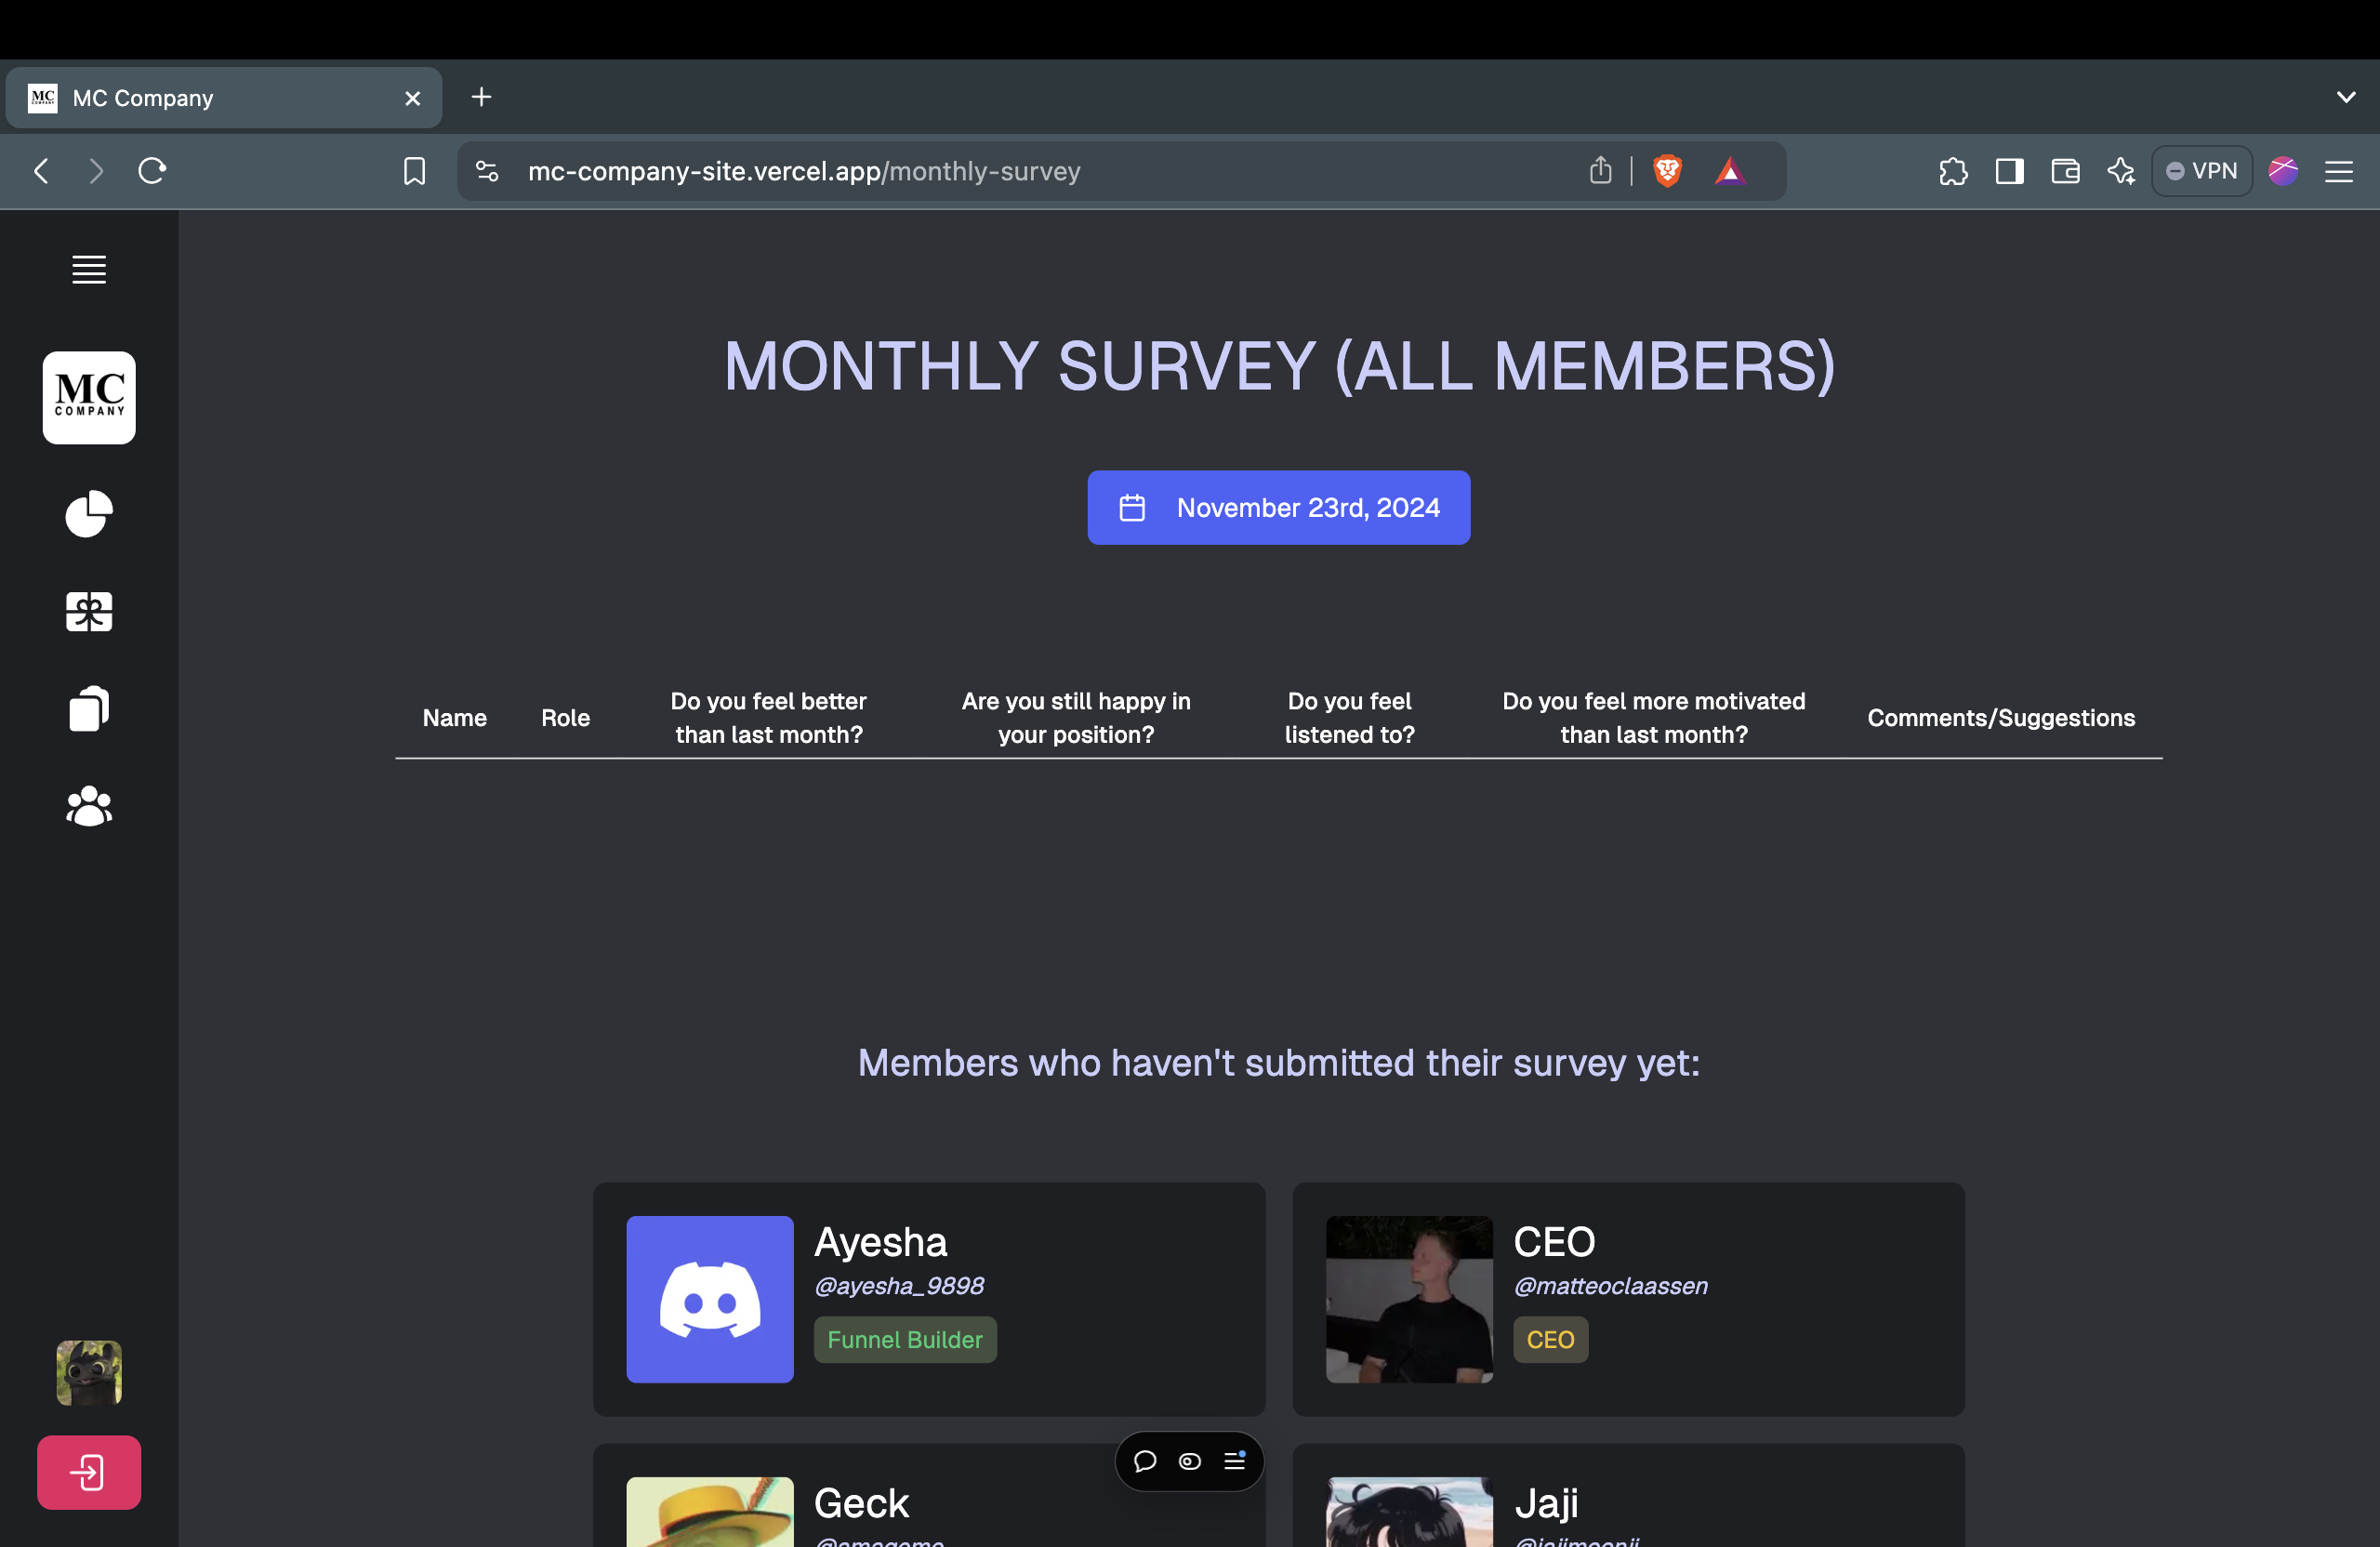 MC COMPANY
MC Company
mc-company-site.vercel.app/monthly-survey
VPN
MC
COMPANY
MONTHLY SURVEY (ALL MEMBERS)
November 23rd, 2024
Name
Role
Do you feel better
than last month?
Are you still happy in
your position?
Do you feel
listened to?
Do you feel more motivated
than last month?
Comments/Suggestions
Members who haven't submitted their survey yet:
Ayesha
@ayesha_9898
Funnel Builder
CEO
@matteoclaassen
CEO
Geck
Jaji